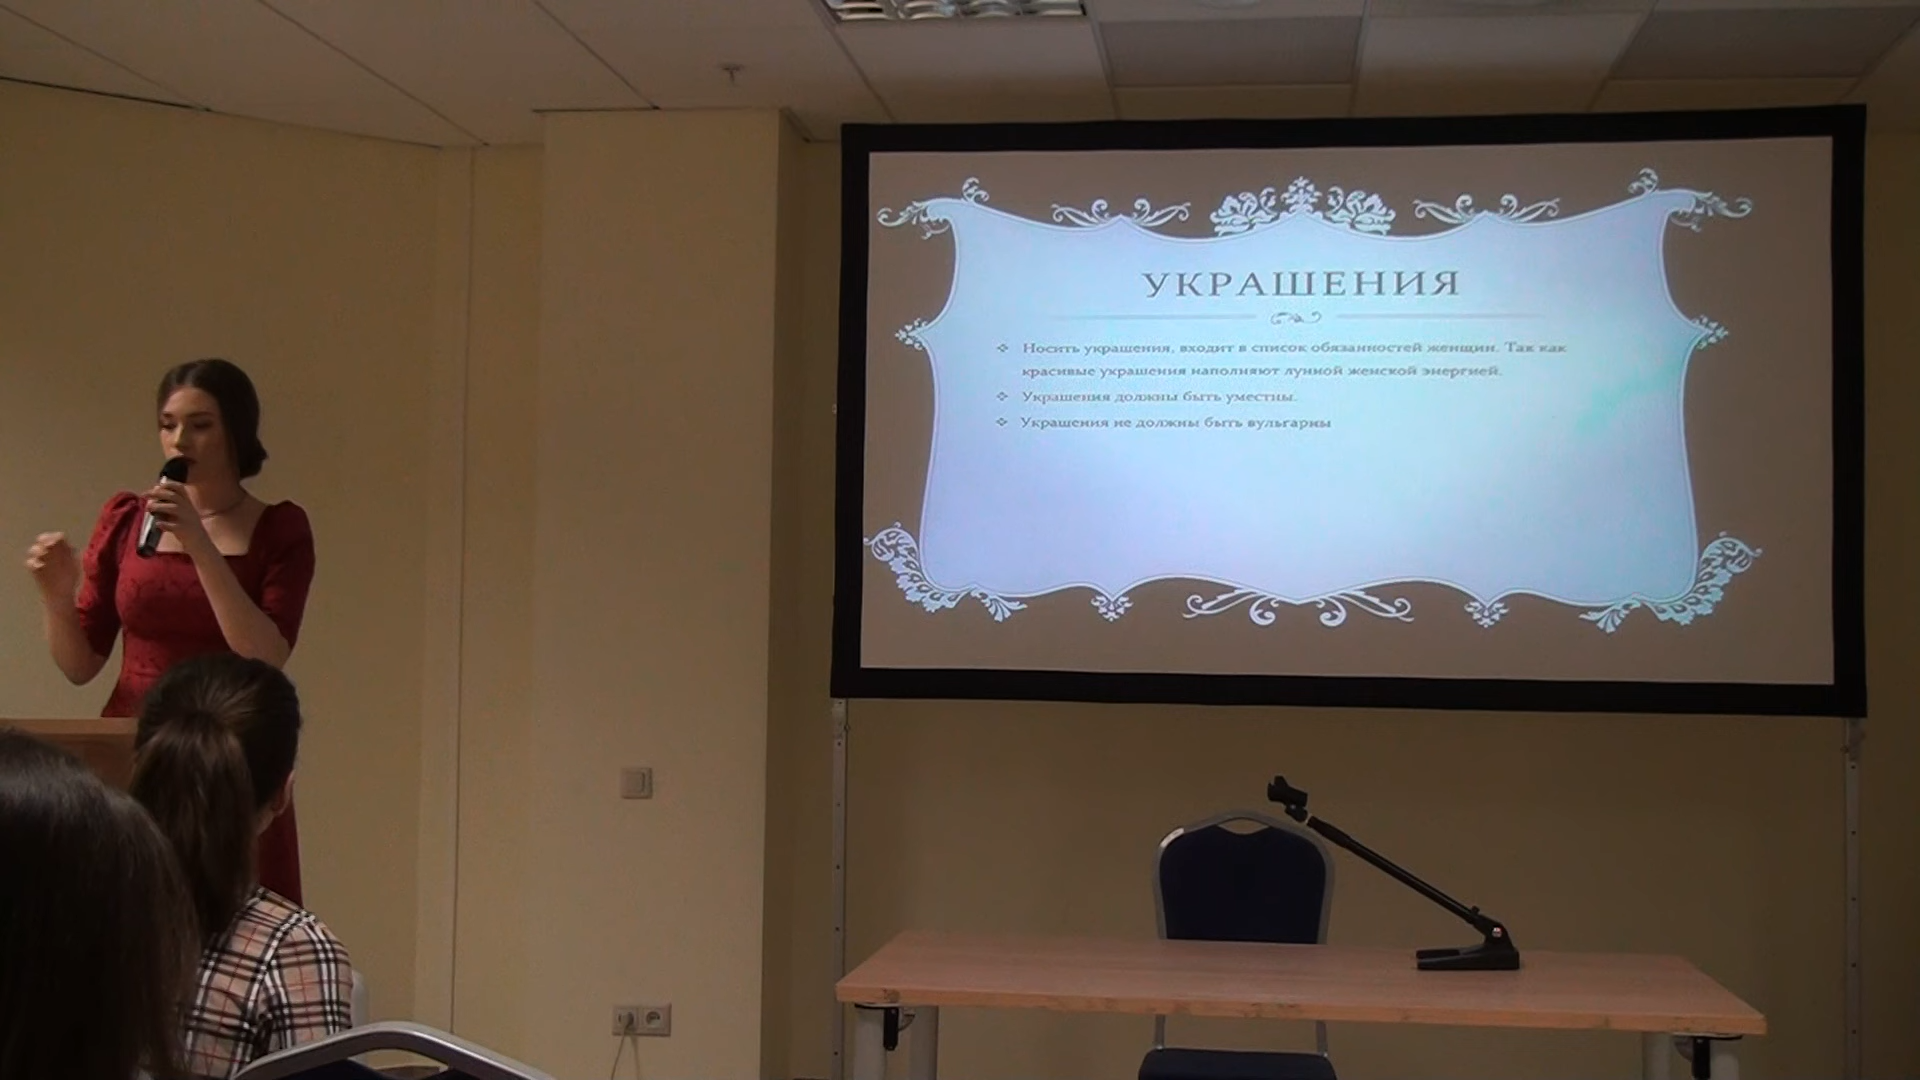 УКРАШЕНИЯ
Носить украшения, входит в список обязанностей женщин. Так как
красивые украшения наполняют лунной женской энергией.
Украшения должны быть уместны.
Украшения не должны быть вульгарны